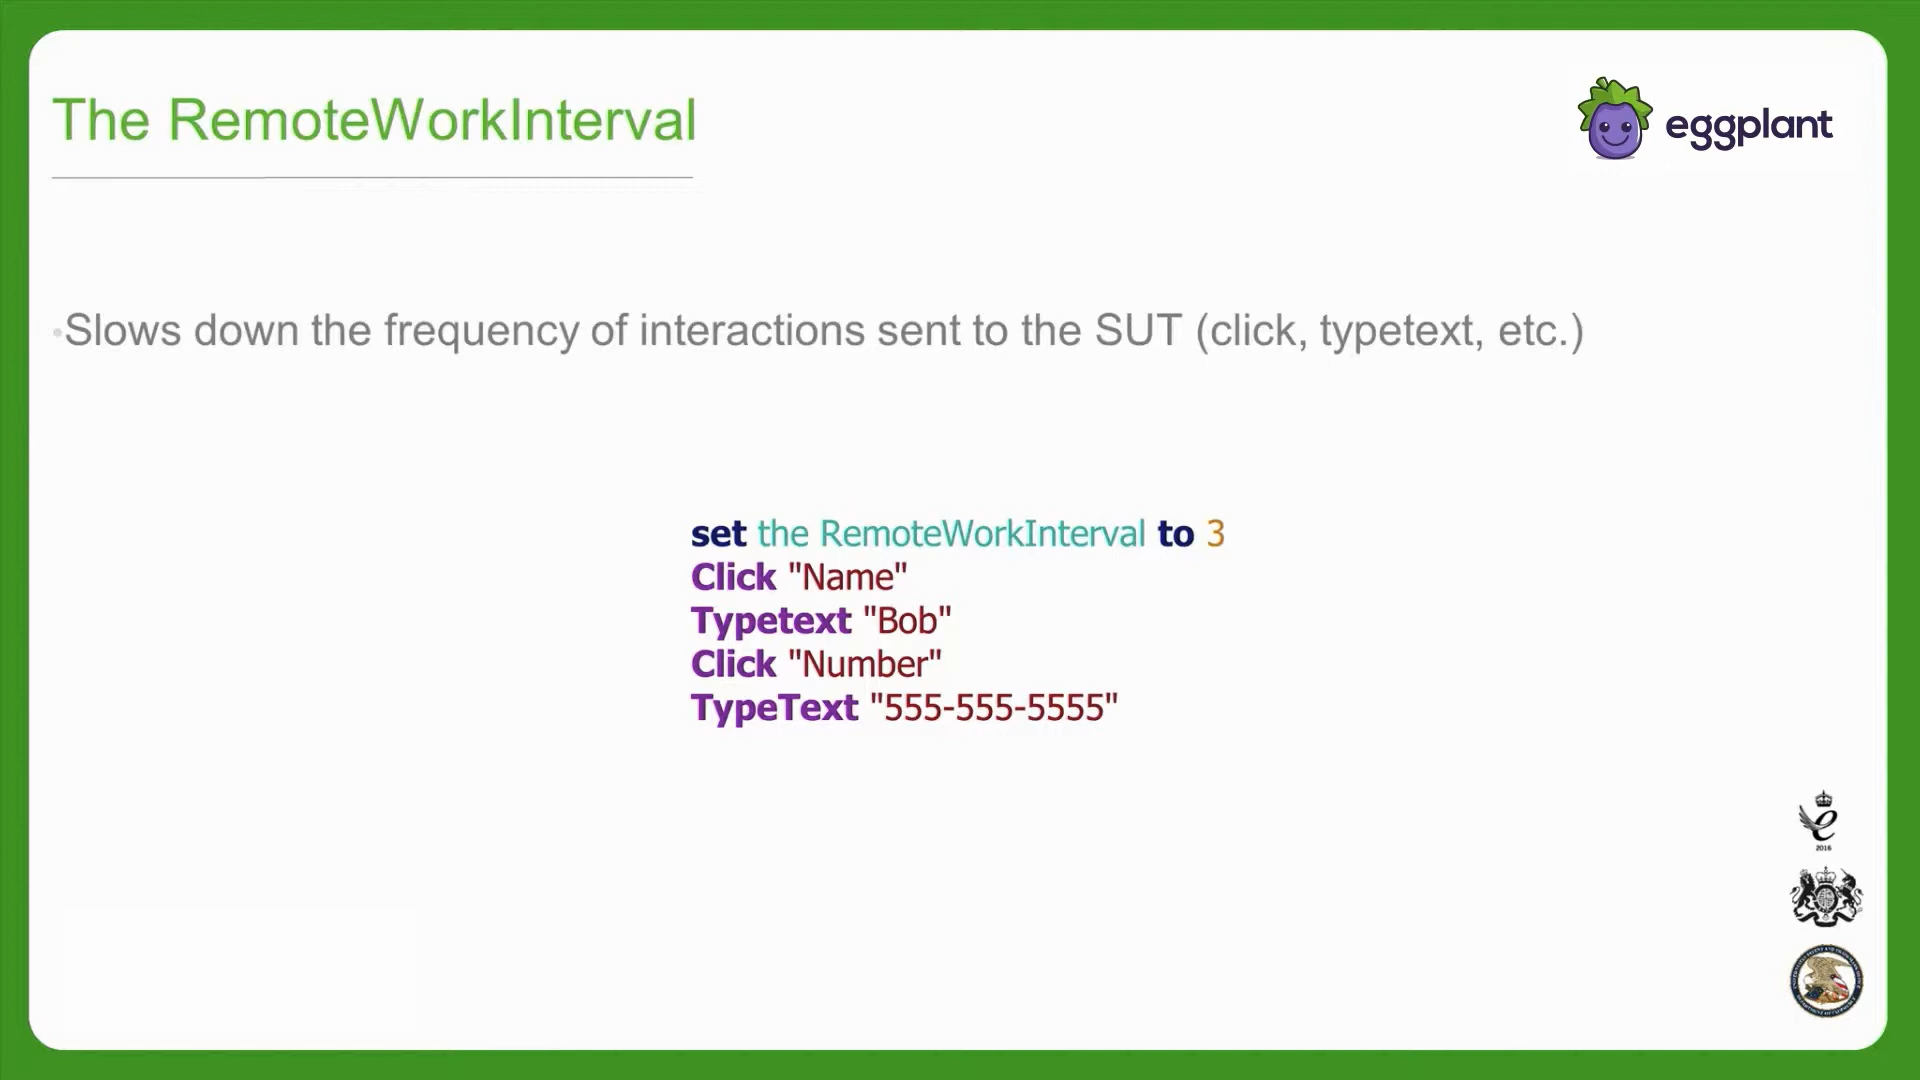 The RemoteWorkInterval
eggplant
•Slows down the frequency of interactions sent to the SUT (click, typetext, etc.)
set the RemoteWorkInterval to 3
Click "Name"
Typetext "Bob"
Click "Number"
TypeText "555-555-5555"
e
2016